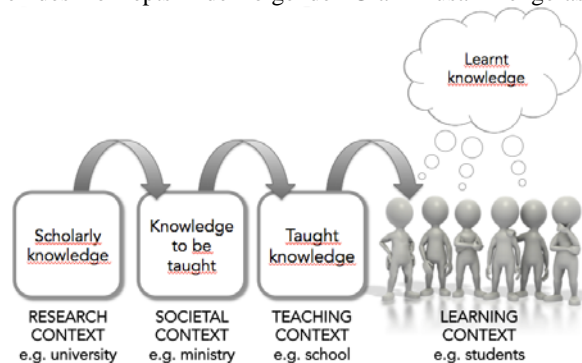 Learnt
knowledge
Scholarly
knowledge
Knowledge
to be
taught
Taught
knowledge
RESEARCH
CONTEXT
e.g. university
SOCIETAL
CONTEXT
e.g. ministry
TEACHING
CONTEXT
e.g. school
LEARNING
CONTEXT
e.g. students